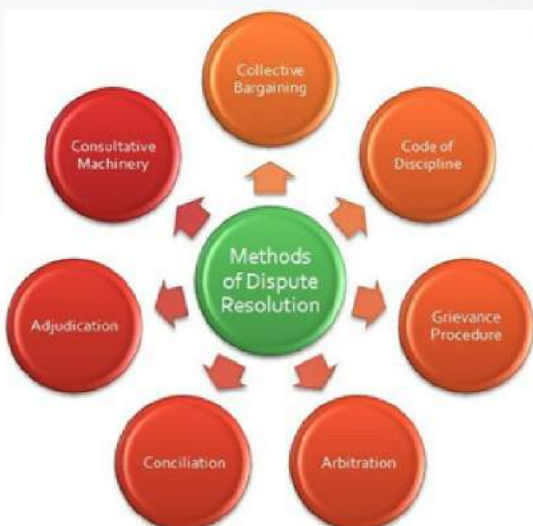 Collective
Bargaining
Code of
Discipline
Grievance
Procedure
Arbitration
Conciliation
Adjudication
Consultative
Machinery
Methods
of Dispute
Resolution